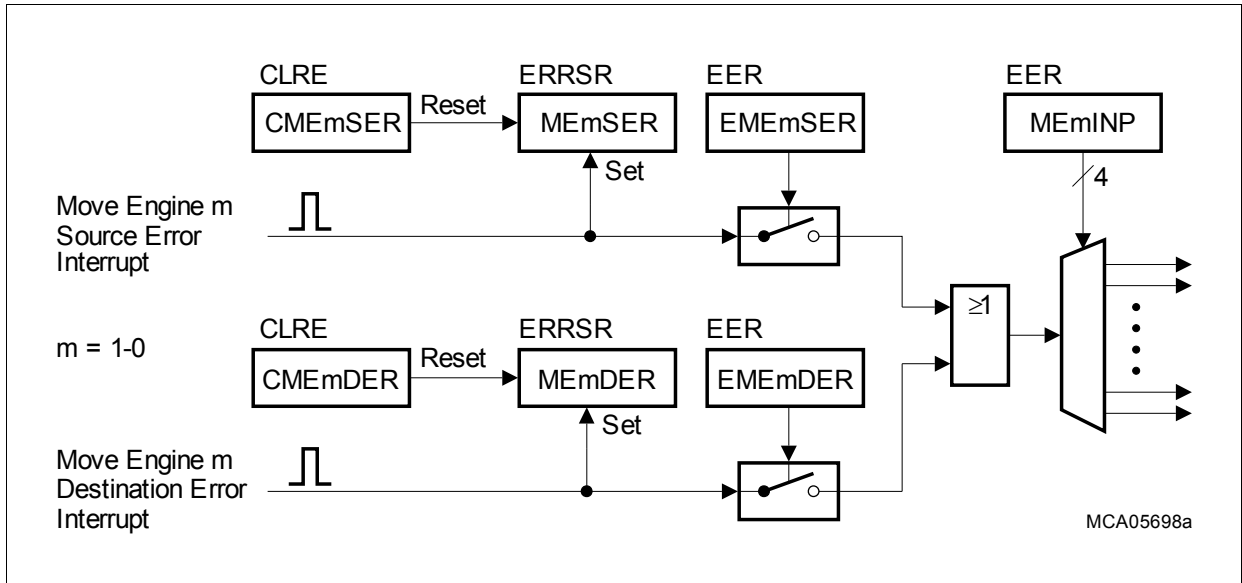 CLRE
ERRSR
EER
EER
CMEmSER
Reset
MEmSER
EMEmSER
MEmINP
Set
4
Move Engine m
Source Error
Interrupt
≥1
m = 1-0
CLRE
ERRSR
EER
CMEmDER
Reset
MEmDER
EMEmDER
Set
Move Engine m
Destination Error
Interrupt
MCA05698a